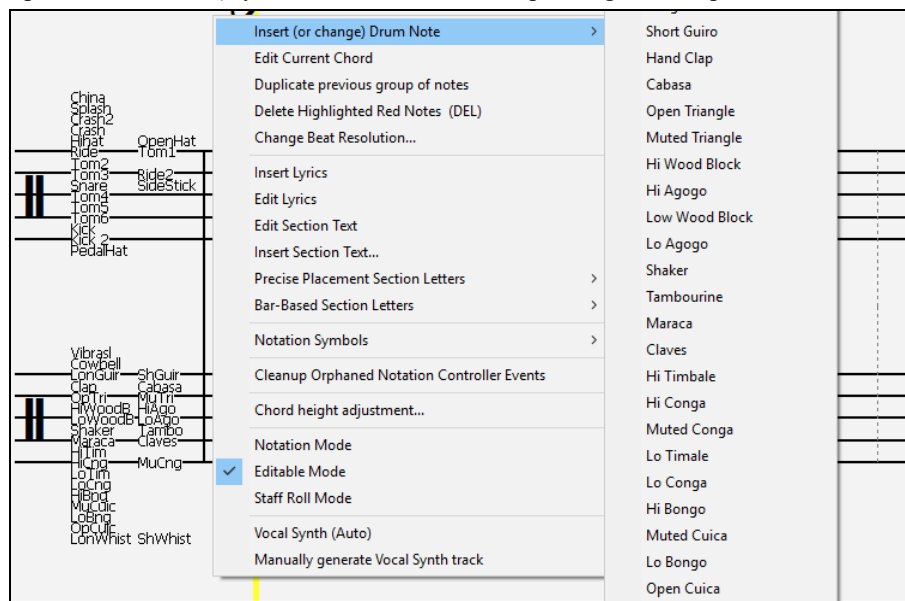 China
Splash
Crash2
Crash
Hihat OpenHat
Ride Tom1
Tom2
Tom3 Ride2
Snare SideStick
Tom4
Tom5
Tom6
Kick
Kick 2
PedalHat
Vibrasl
Cowbell
LonGuir ShGuir
Clap Cabasa
OpTri MuTri
HiWoodB HiAgo
LoWoodB LoAgo
Shaker Tambo
Maraca Claves
HiTim
HiCng MuCng
LoTim
LoCng
HiBng
MuCuic
LoBng
OpCuic
LonWhist ShWhist
Insert (or change) Drum Note
Edit Current Chord
Duplicate previous group of notes
Delete Highlighted Red Notes (DEL)
Change Beat Resolution...
Insert Lyrics
Edit Lyrics
Edit Section Text
Insert Section Text...
Precise Placement Section Letters
Bar-Based Section Letters
Notation Symbols
Cleanup Orphaned Notation Controller Events
Chord height adjustment...
Notation Mode
Editable Mode
Staff Roll Mode
Vocal Synth (Auto)
Manually generate Vocal Synth track
Short Guiro
Hand Clap
Cabasa
Open Triangle
Muted Triangle
Hi Wood Block
Hi Agogo
Low Wood Block
Lo Agogo
Shaker
Tambourine
Maraca
Claves
Hi Timbale
Hi Conga
Muted Conga
Lo Timale
Lo Conga
Hi Bongo
Muted Cuica
Lo Bongo
Open Cuica